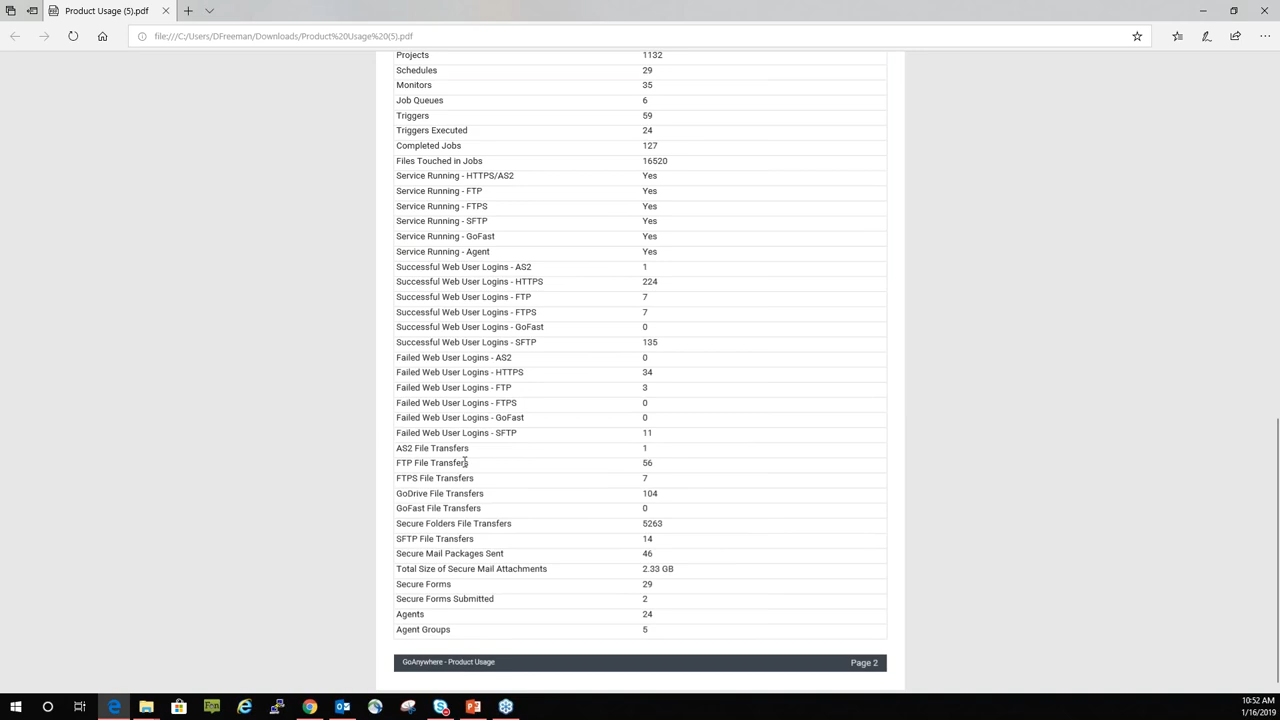 Product Usage (5).pdf
file:///C:/Users/DFreeman/Downloads/Product%20Usage%20(5).pdf
Projects 1132
Schedules 29
Monitors 35
Job Queues 6
Triggers 59
Triggers Executed 24
Completed Jobs 127
Files Touched in Jobs 16520
Service Running - HTTPS/AS2 Yes
Service Running - FTP Yes
Service Running - FTPS Yes
Service Running - SFTP Yes
Service Running - GoFast Yes
Service Running - Agent Yes
Successful Web User Logins - AS2 1
Successful Web User Logins - HTTPS 224
Successful Web User Logins - FTP 7
Successful Web User Logins - FTPS 7
Successful Web User Logins - GoFast 0
Successful Web User Logins - SFTP 135
Failed Web User Logins - AS2 0
Failed Web User Logins - HTTPS 34
Failed Web User Logins - FTP 3
Failed Web User Logins - FTPS 0
Failed Web User Logins - GoFast 0
Failed Web User Logins - SFTP 11
AS2 File Transfers 1
FTP File Transfers 56
FTPS File Transfers 7
GoDrive File Transfers 104
GoFast File Transfers 0
Secure Folders File Transfers 5263
SFTP File Transfers 14
Secure Mail Packages Sent 46
Total Size of Secure Mail Attachments 2.33 GB
Secure Forms 29
Secure Forms Submitted 2
Agents 24
Agent Groups 5
GoAnywhere - Product Usage Page 2
10:52 AM
1/16/2019